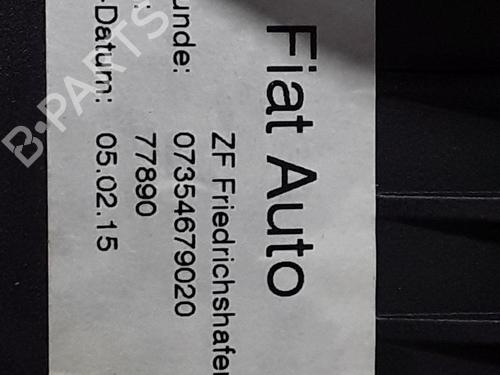 Fiat Auto
ZF Friedrichshafen
unde: 07354679020
: 77890
-Datum: 05.02.15
B-PARTS